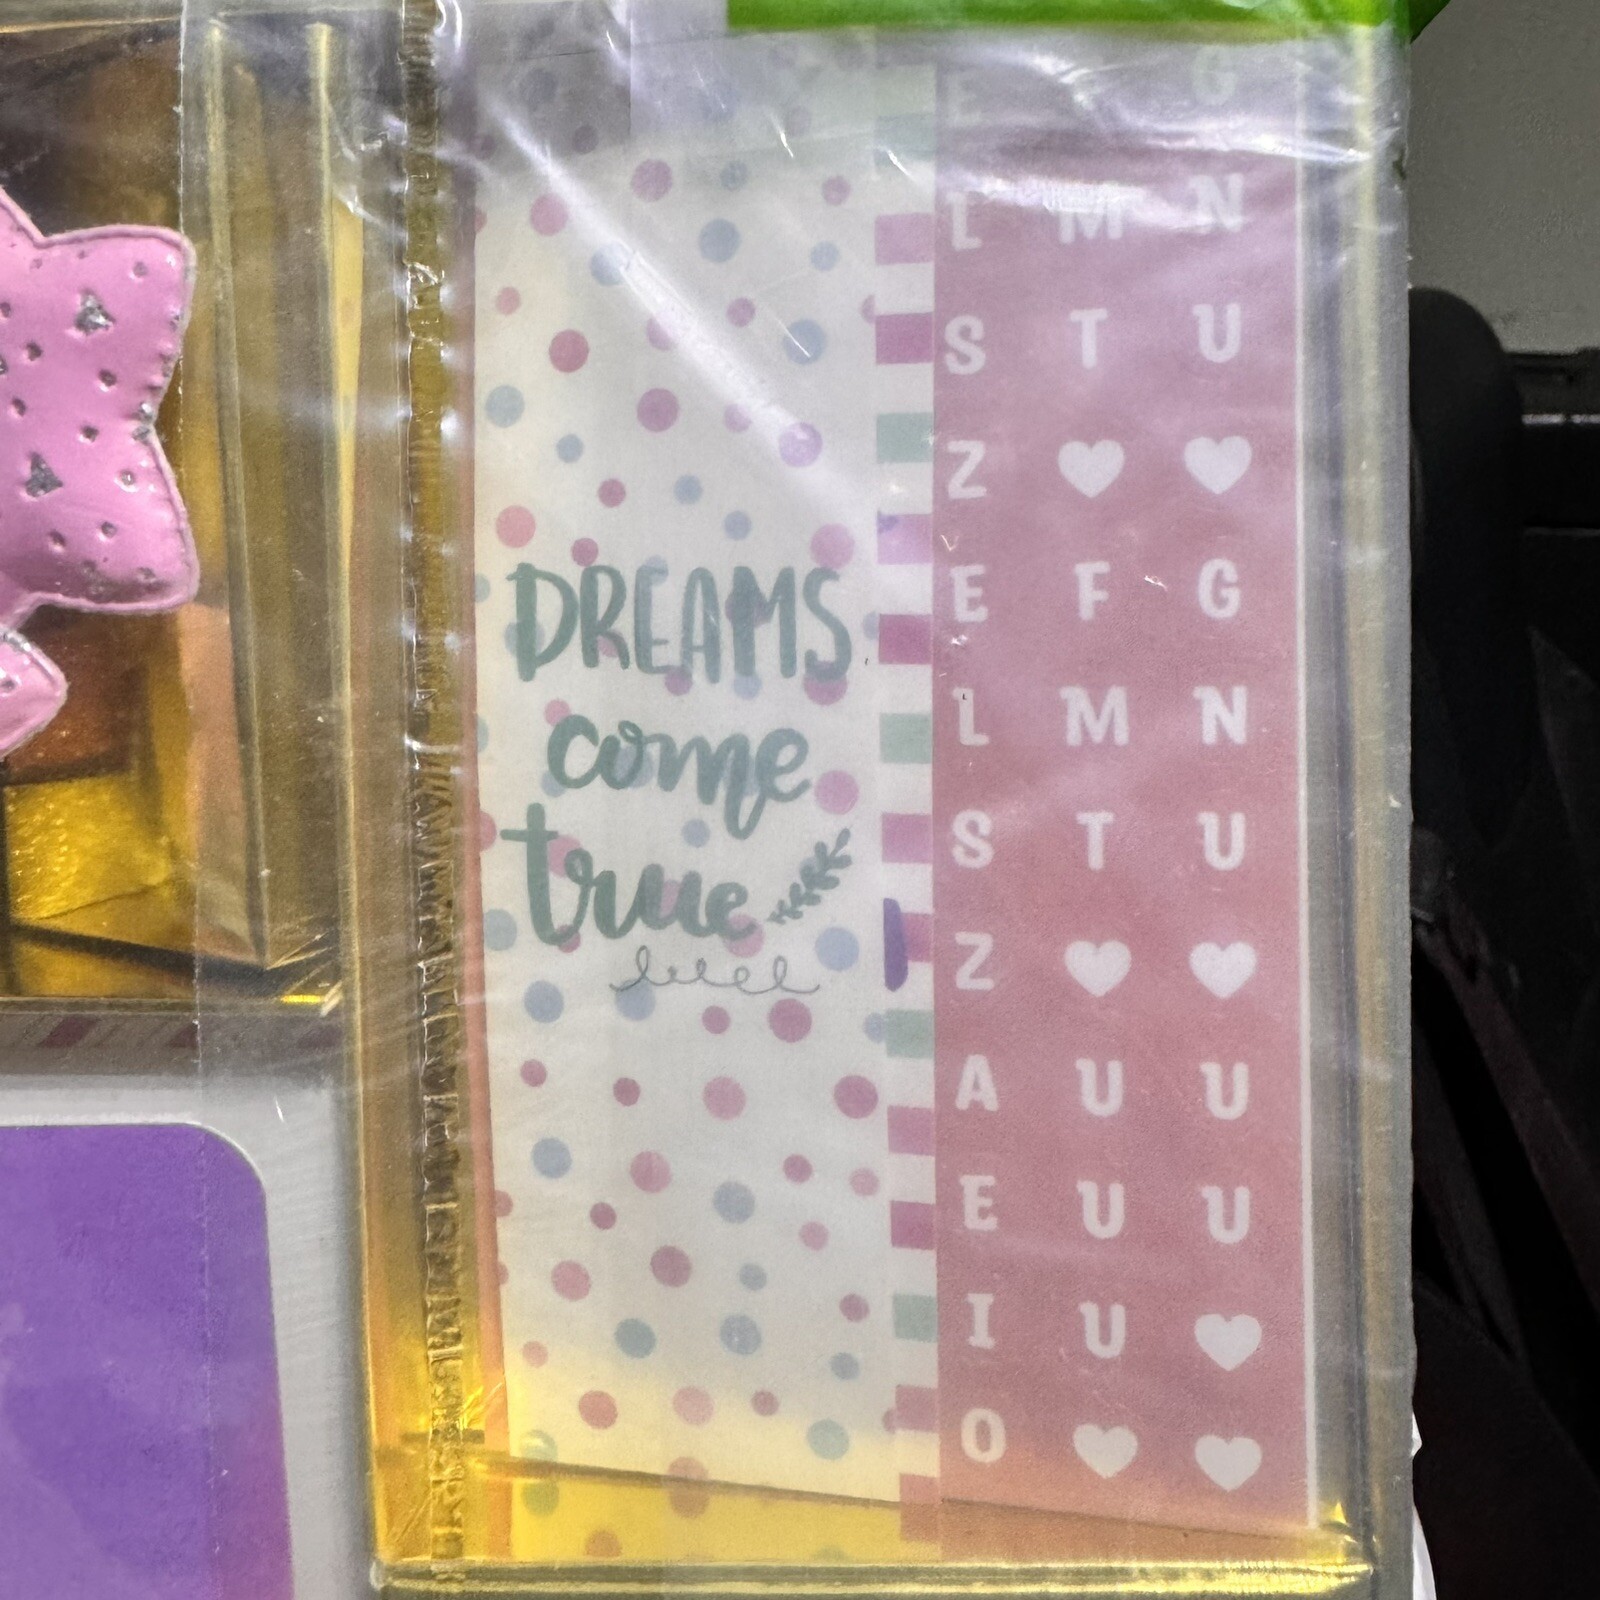 DREAMS
come
true
E G
L M N
S T U
Z ♥ ♥
E F G
L M N
S T U
Z ♥ ♥
A U U
E U U
I U ♥
O ♥ ♥